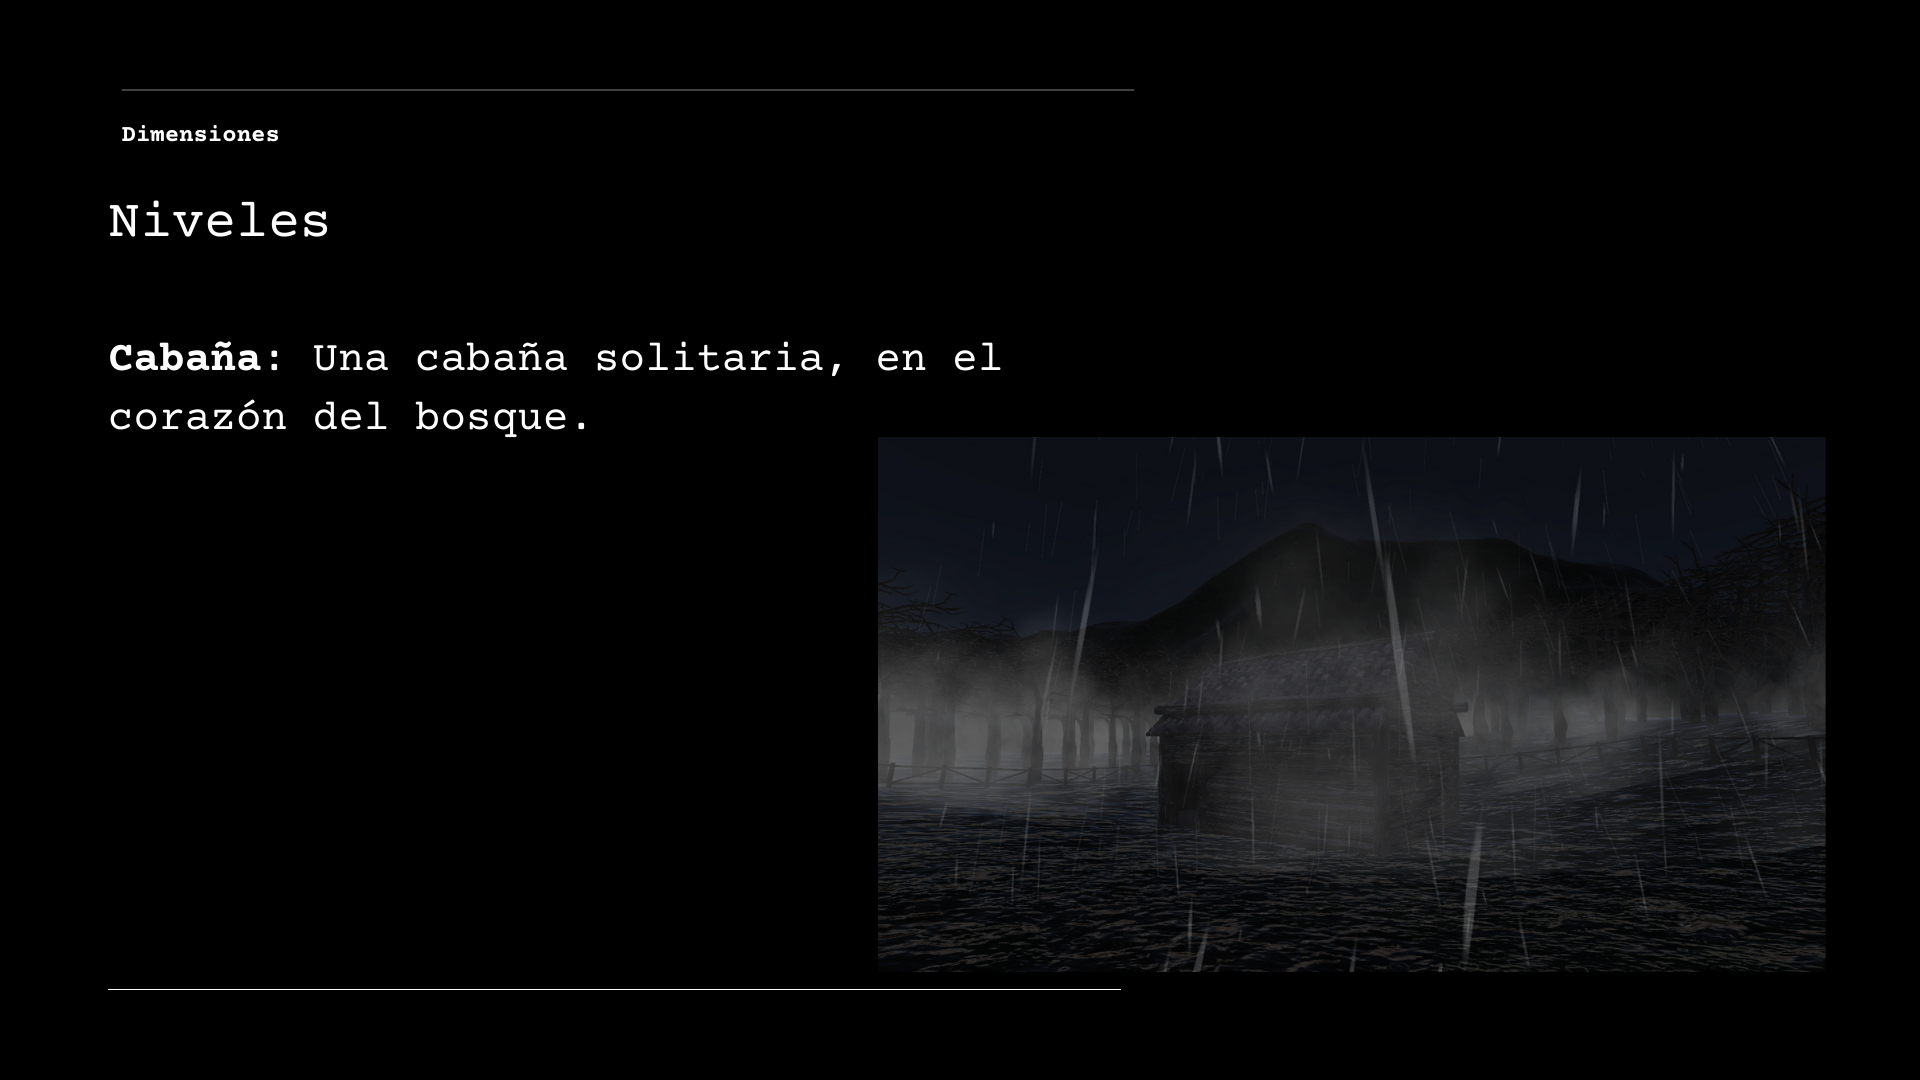 Dimensiones
Niveles
Cabaña: Una cabaña solitaria, en el
corazón del bosque.